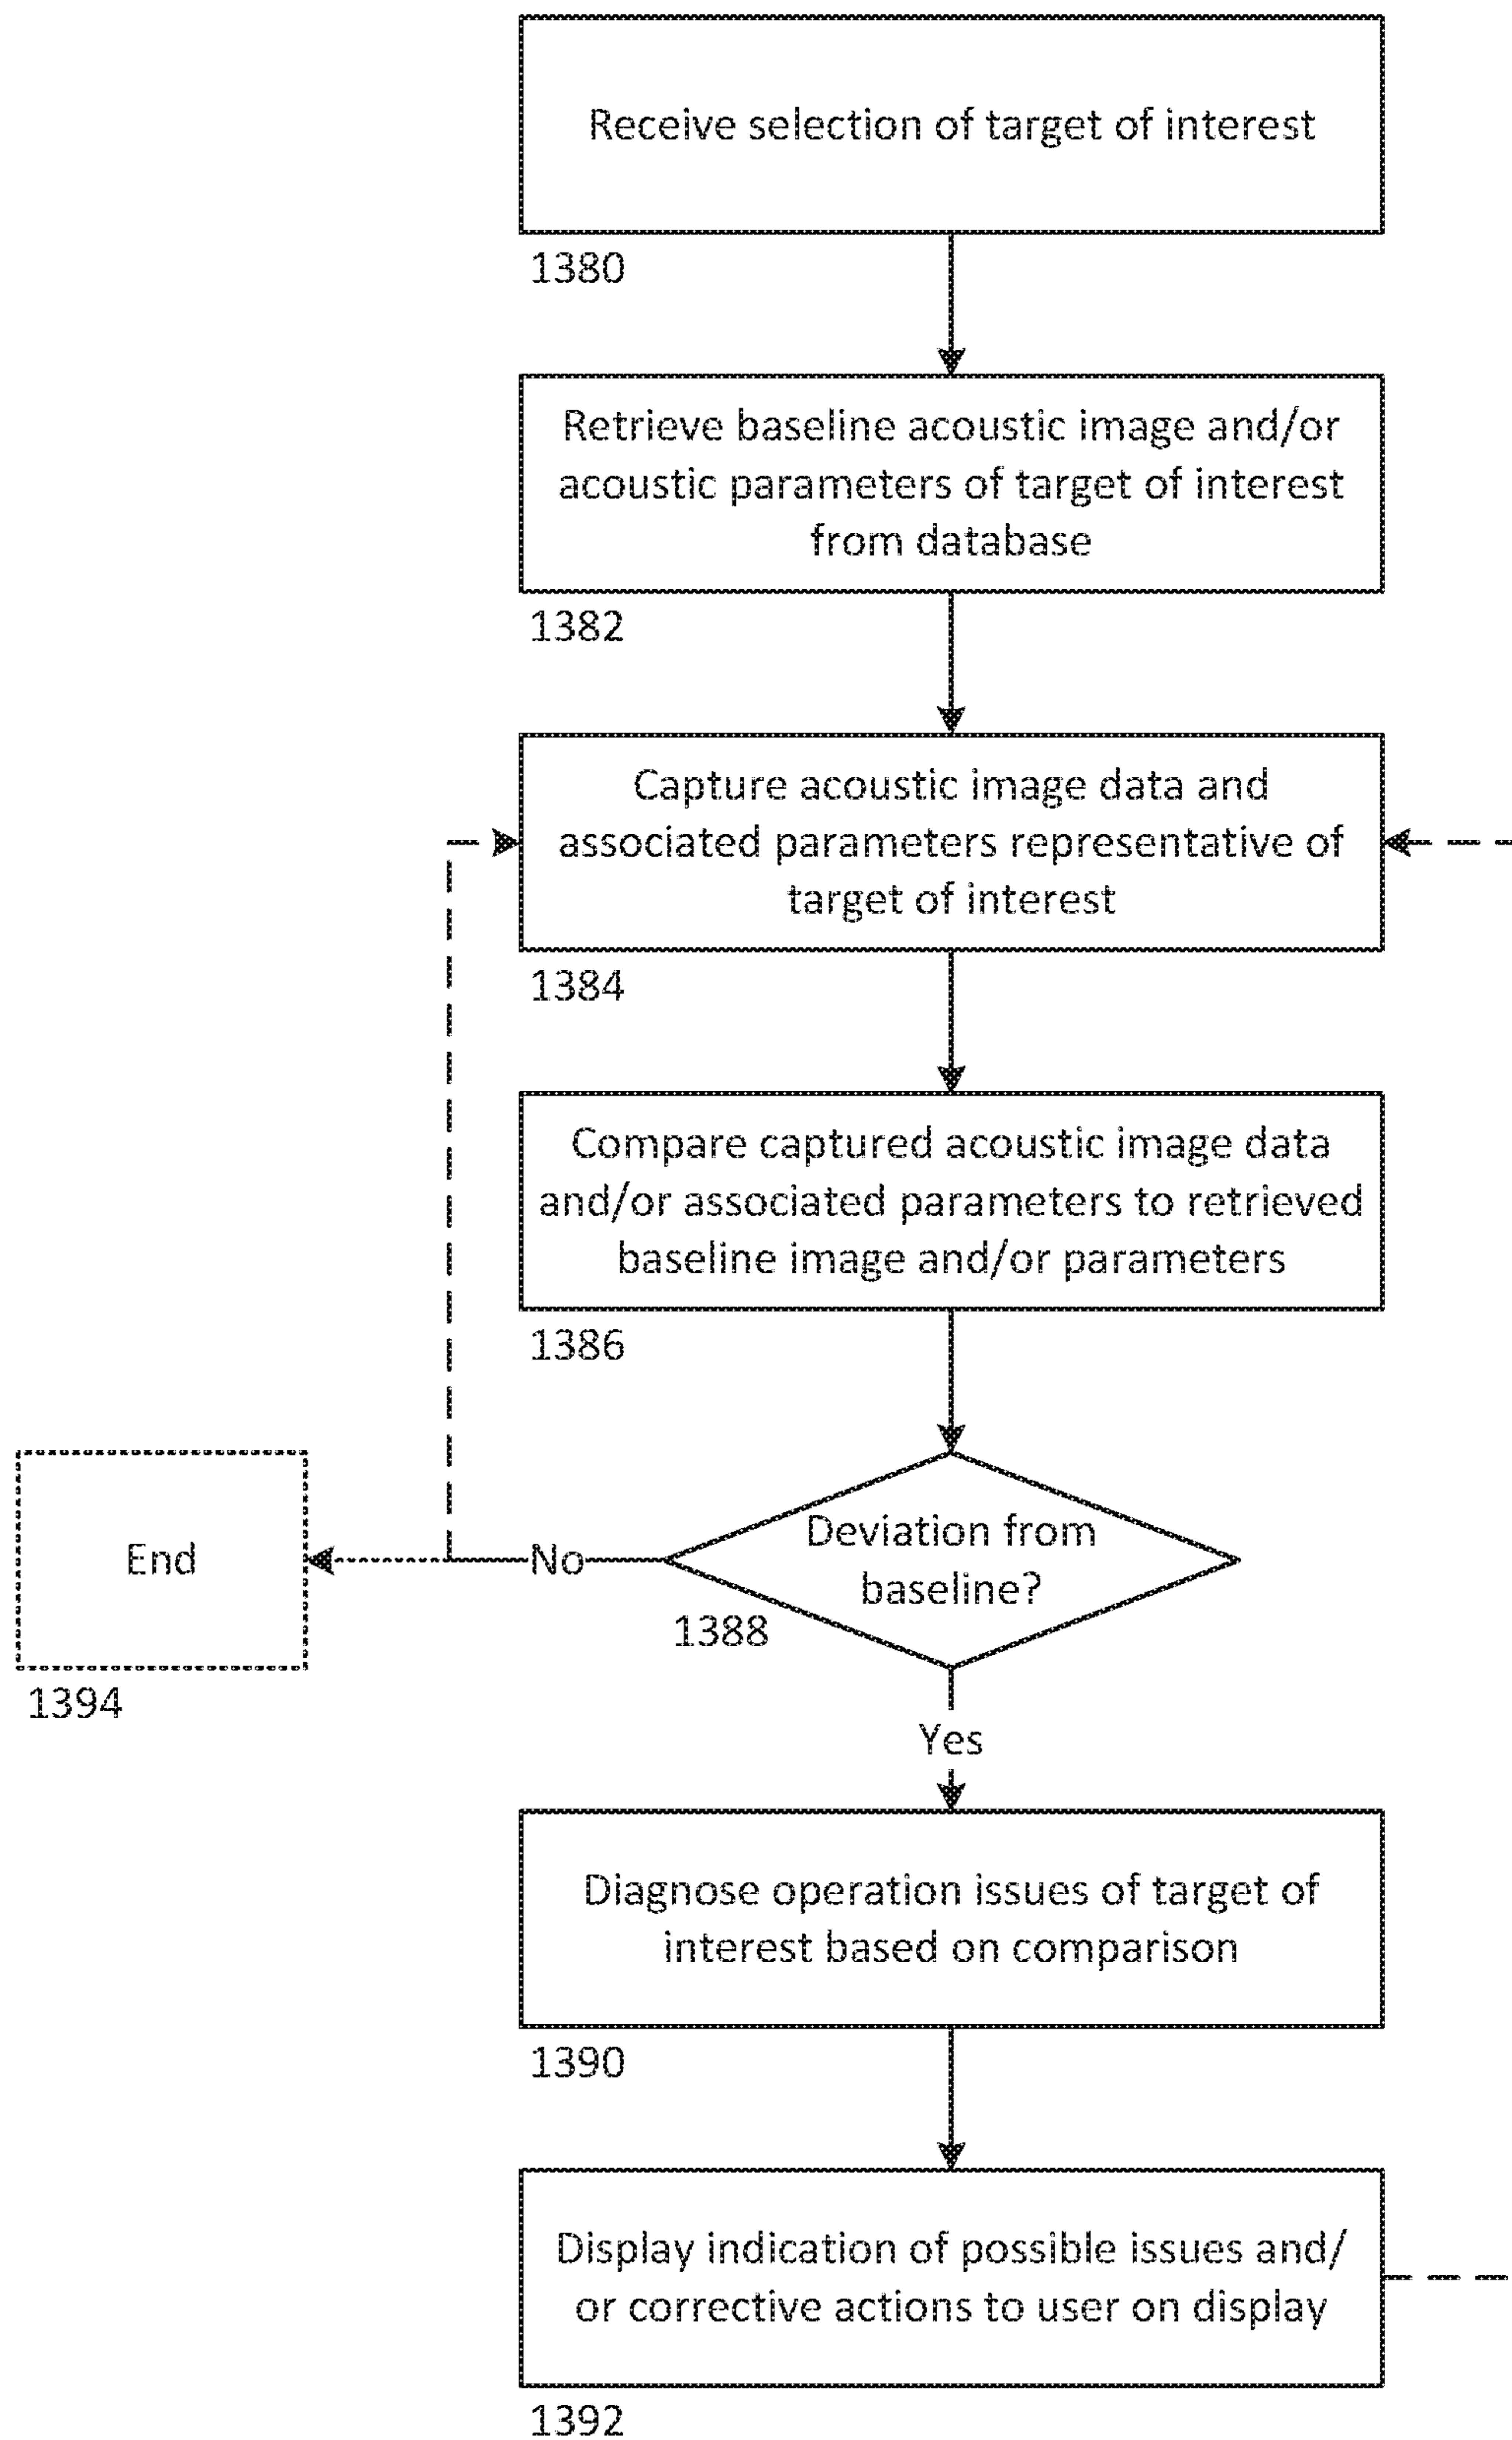 Receive selection of target of interest
1380
Retrieve baseline acoustic image and/or
acoustic parameters of target of interest
from database
1382
Capture acoustic image data and
associated parameters representative of
target of interest
1384
Compare captured acoustic image data
and/or associated parameters to retrieved
baseline image and/or parameters
1386
Deviation from
baseline?
1388
No
End
1394
Yes
Diagnose operation issues of target of
interest based on comparison
1390
Display indication of possible issues and/
or corrective actions to user on display
1392